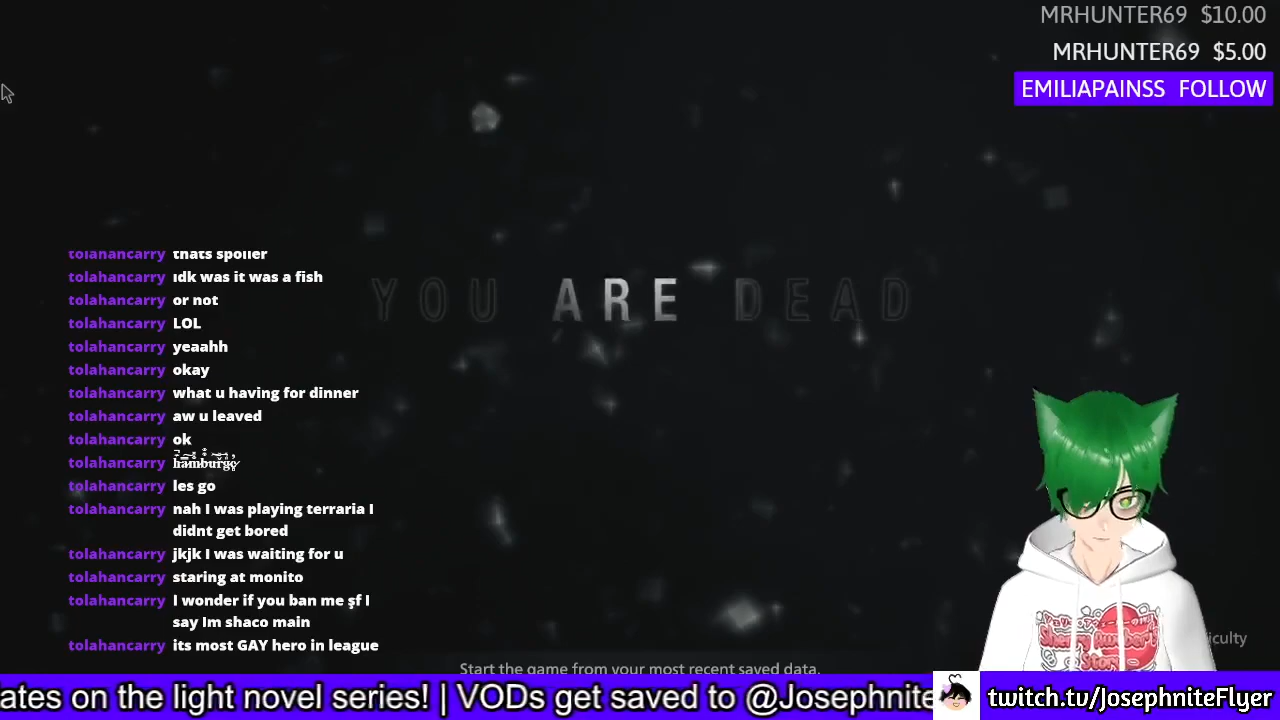 MRHUNTER69 $10.00
MRHUNTER69 $5.00
EMILIAPAINSS FOLLOW
tolahancarry thats spoiler
tolahancarry ıdk was it was a fish
tolahancarry or not
YOU ARE DEAD
tolahancarry LOL
tolahancarry yeaahh
tolahancarry okay
tolahancarry what u having for dinner
tolahancarry aw u leaved
tolahancarry ok
tolahancarry hamburge
tolahancarry les go
tolahancarry nah I was playing terraria I
didnt get bored
tolahancarry jkjk I was waiting for u
tolahancarry staring at monito
tolahancarry I wonder if you ban me şf I
say Im shaco main
tolahancarry its most GAY hero in league
Story
iculty
Start the game from your most recent saved data.
ates on the light novel series! | VODs get saved to @Josephnite
twitch.tv/JosephniteFlyer